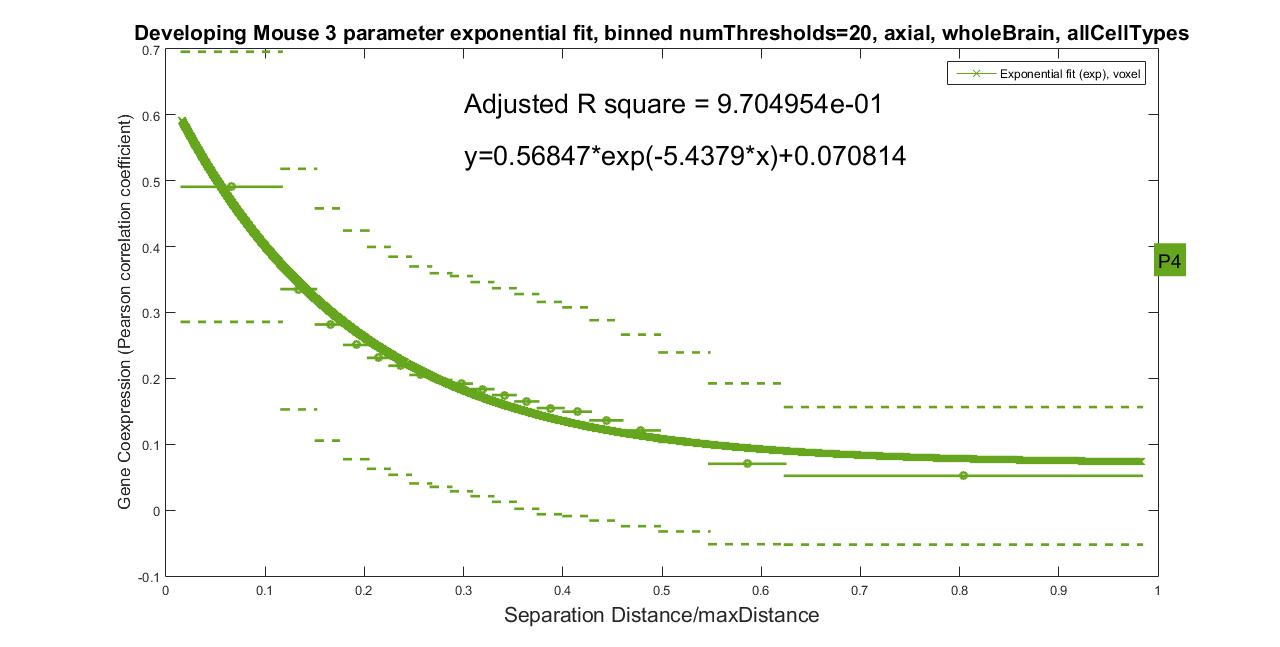 Developing Mouse 3 parameter exponential fit, binned numThresholds=20, axial, wholeBrain, allCellTypes
Exponential fit (exp), voxel
Adjusted R square = 9.704954e-01
y=0.56847*exp(-5.4379*x)+0.070814
Gene Coexpression (Pearson correlation coefficient)
0.7
0.6
0.5
0.4
0.3
0.2
0.1
0
-0.1
P4
0 0.1 0.2 0.3 0.4 0.5 0.6 0.7 0.8 0.9 1
Separation Distance/maxDistance